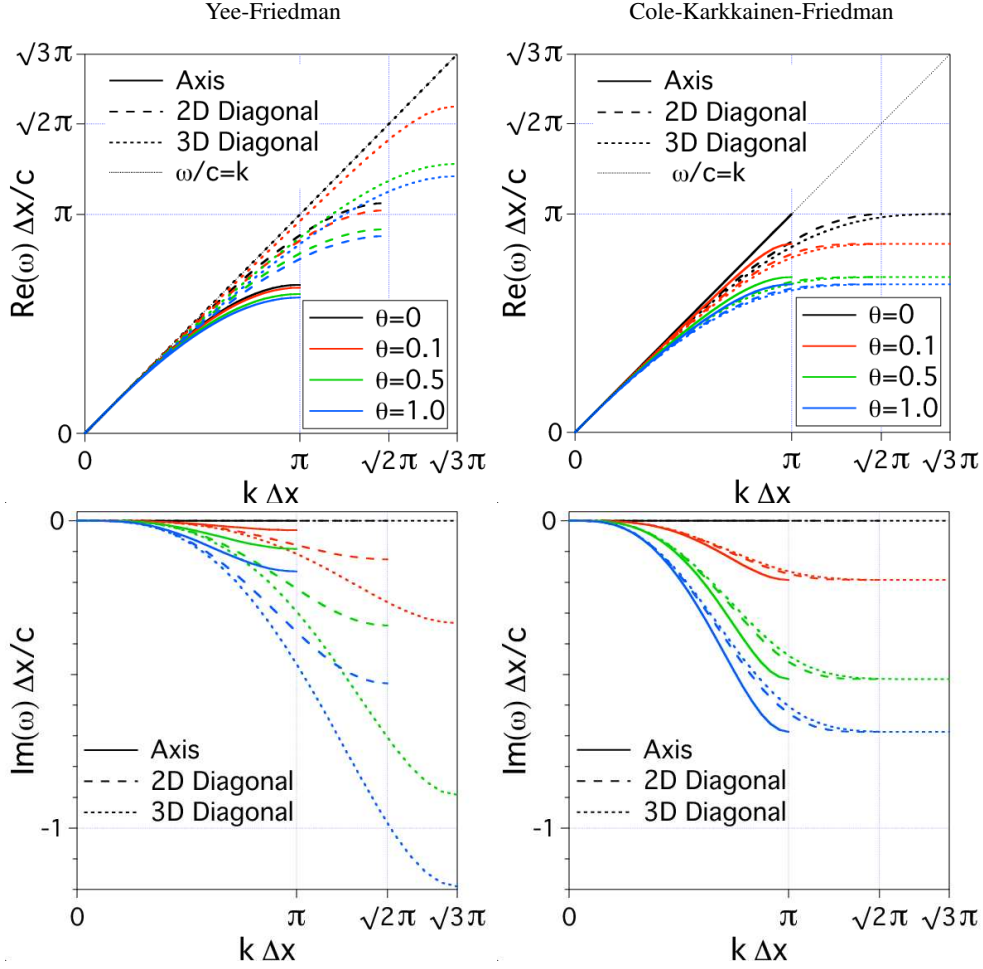 Yee-Friedman
Cole-Karkkainen-Friedman
√3π
√2π
π
0
Re(ω) Δx/c
Axis
2D Diagonal
3D Diagonal
ω/c=k
θ=0
θ=0.1
θ=0.5
θ=1.0
0
π
√2π
√3π
k Δx
√3π
√2π
π
0
Re(ω) Δx/c
Axis
2D Diagonal
3D Diagonal
ω/c=k
θ=0
θ=0.1
θ=0.5
θ=1.0
0
π
√2π
√3π
k Δx
0
-1
Im(ω) Δx/c
Axis
2D Diagonal
3D Diagonal
0
π
√2π
√3π
k Δx
0
-1
Im(ω) Δx/c
Axis
2D Diagonal
3D Diagonal
0
π
√2π
√3π
k Δx